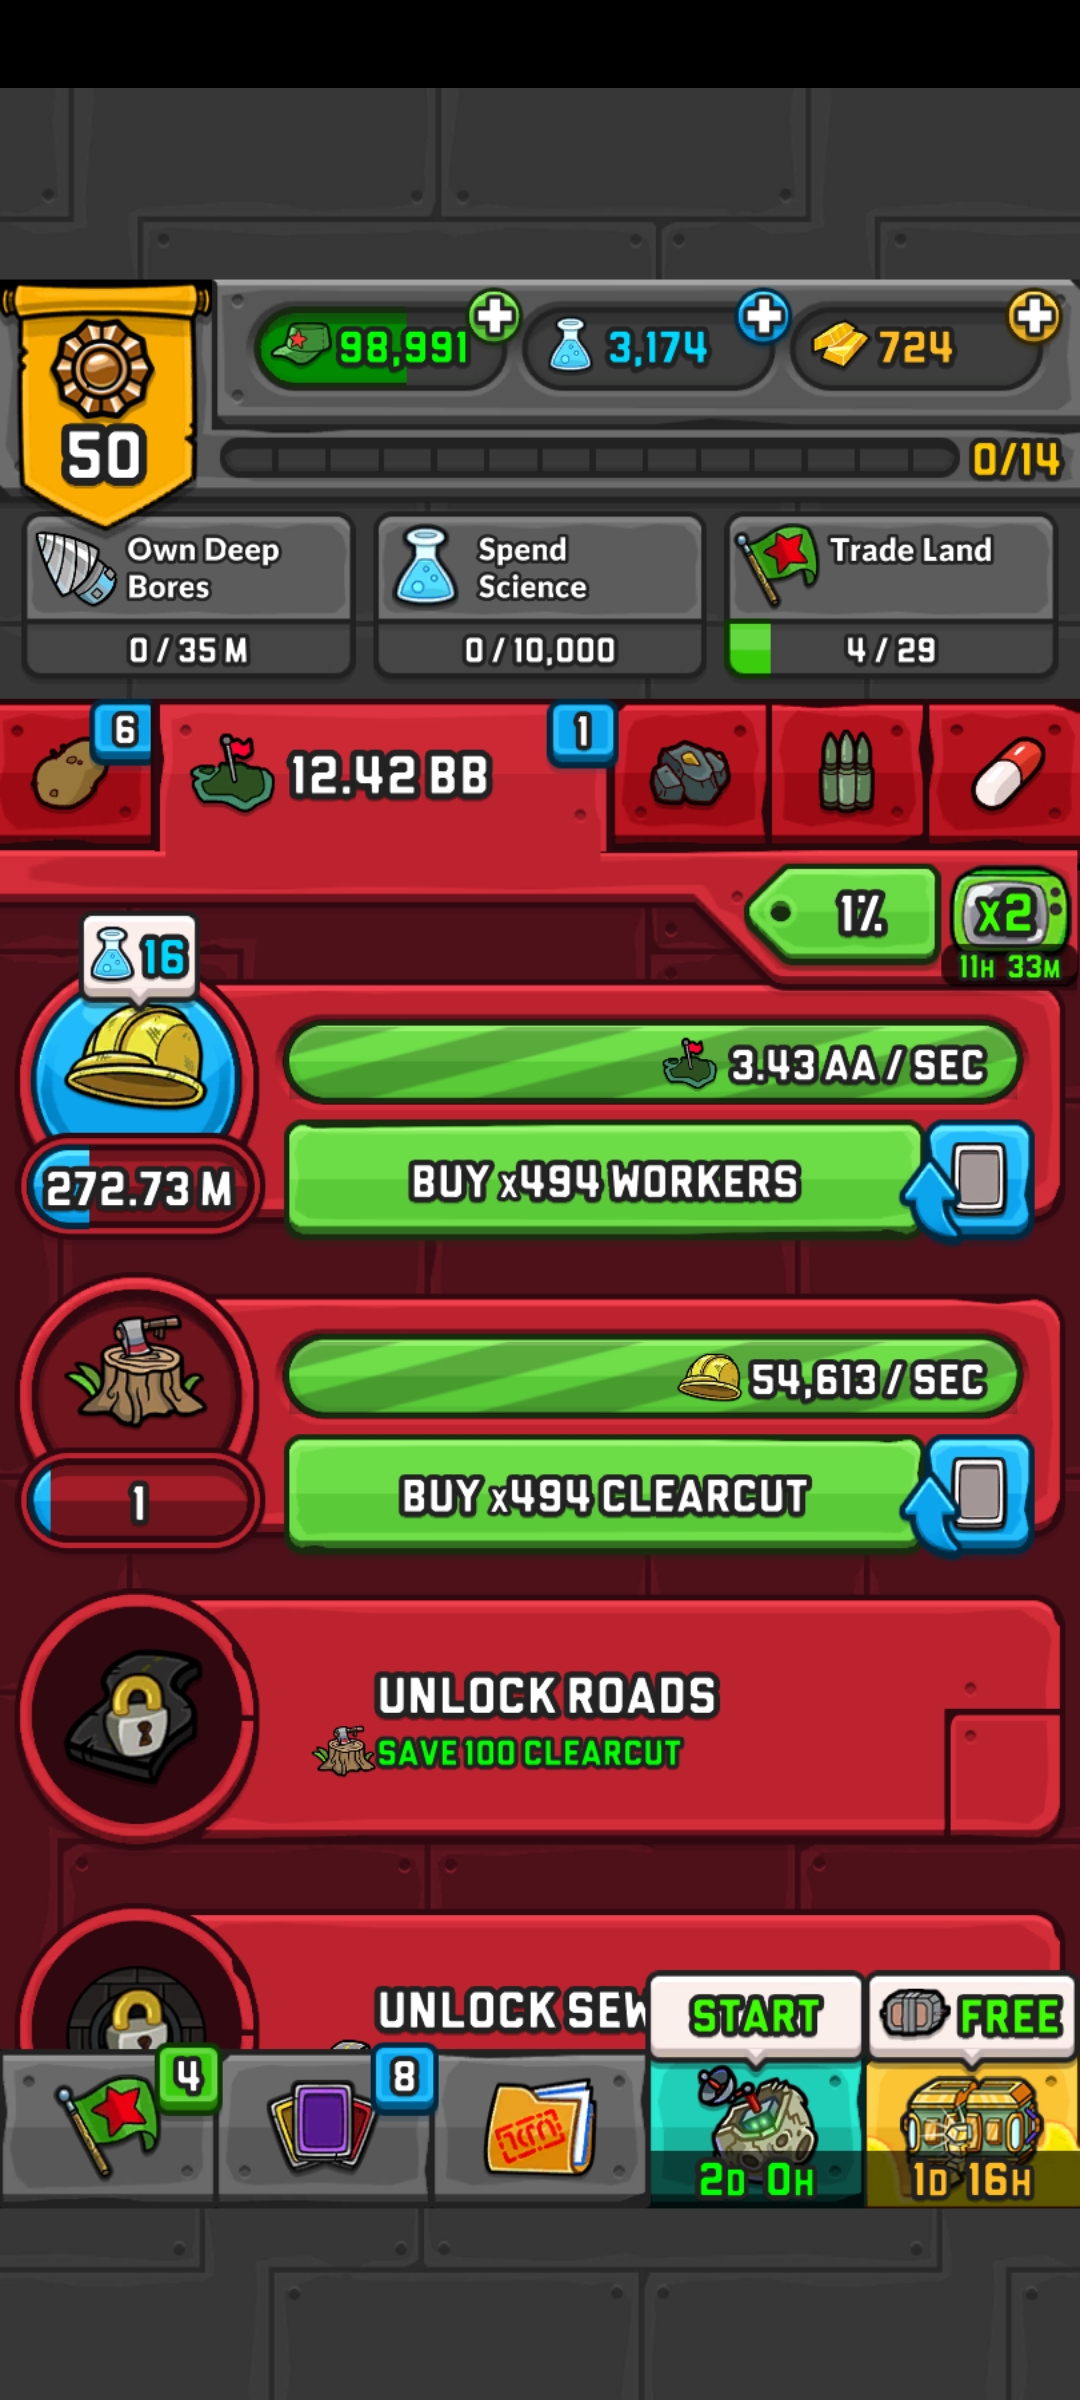 50
98,991
3,174
724
0/14
Own Deep
Bores
0 / 35 M
Spend
Science
0 / 10,000
Trade Land
4 / 29
6
12.42 BB
1
1%
x2
11H 33M
16
3.43 AA / SEC
272.73 M
BUY x494 WORKERS
54,613 / SEC
1
BUY x494 CLEARCUT
UNLOCK ROADS
SAVE 100 CLEARCUT
UNLOCK SEW
START
FREE
4
8
2D 0H
1D 16H